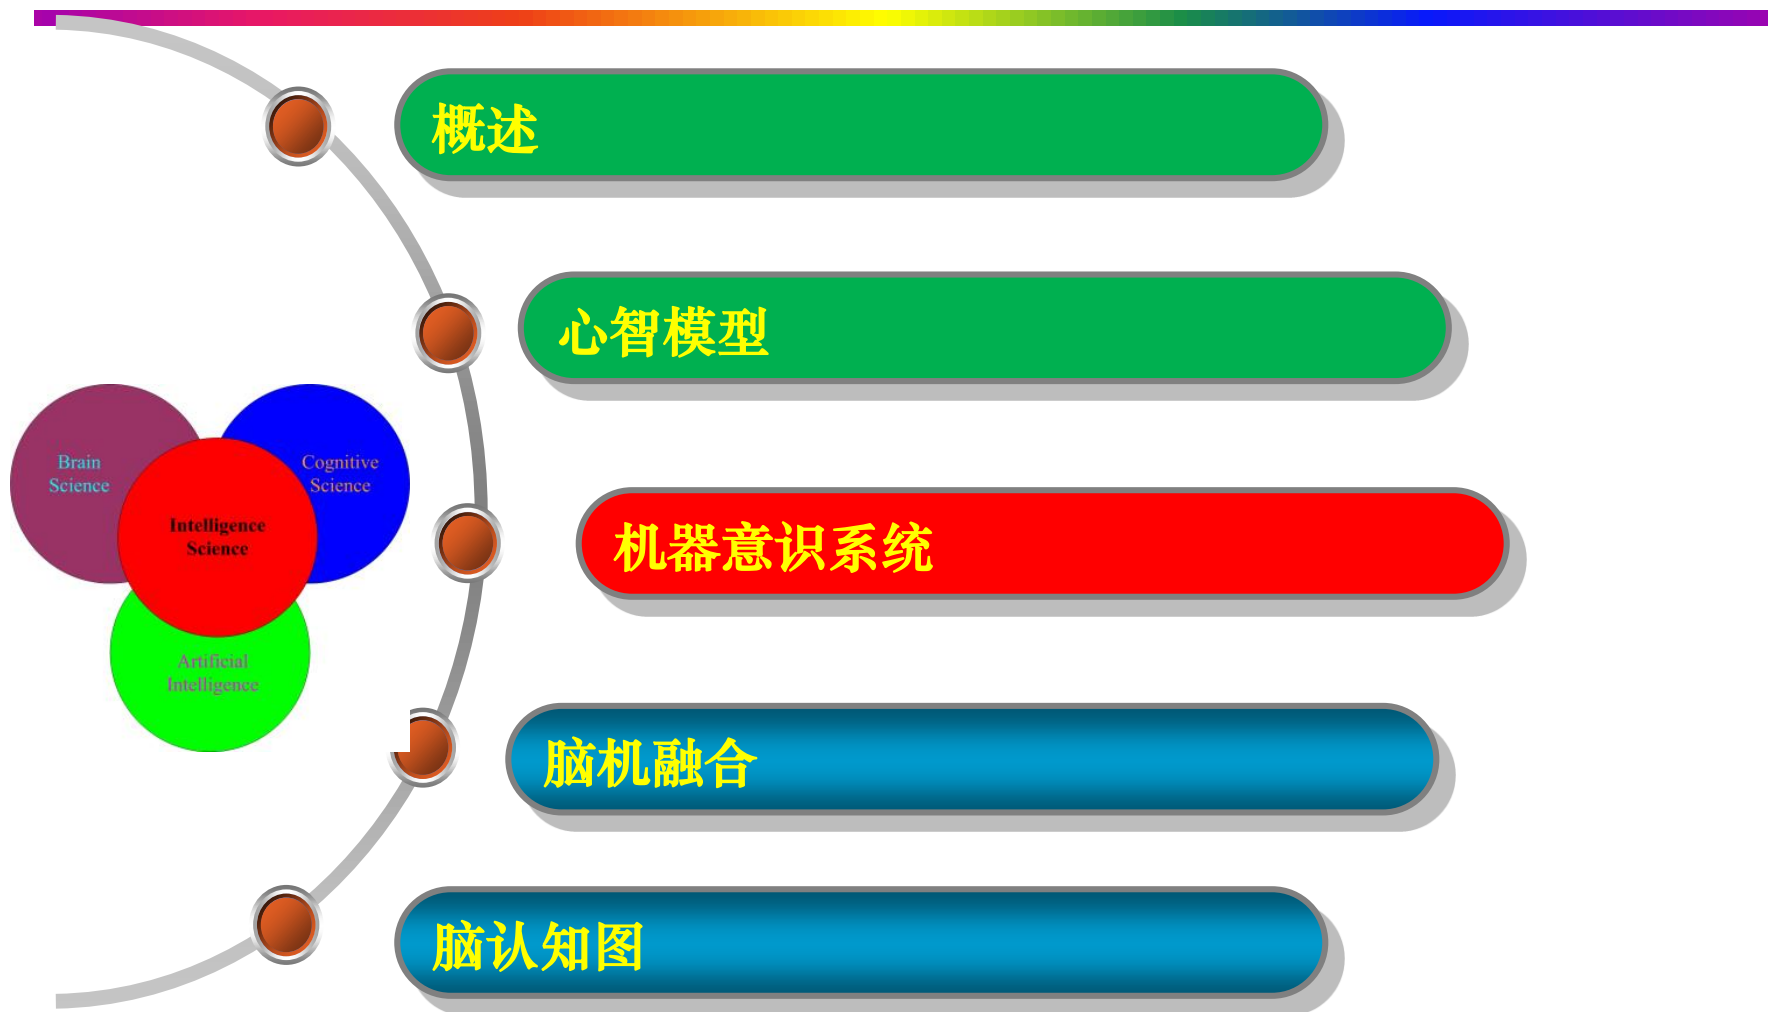 概述
心智模型
Brain
Science
Cognitive
Science
Intelligence
Science
机器意识系统
Artificial
Intelligence
脑机融合
脑认知图